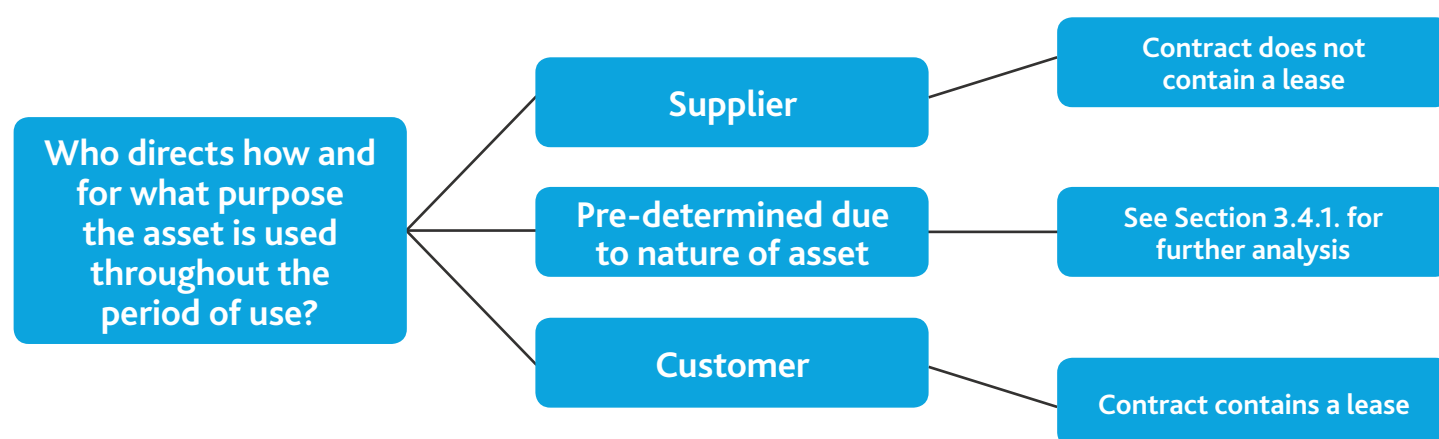 Who directs how and
for what purpose
the asset is used
throughout the
period of use?
Supplier
Contract does not
contain a lease
Pre-determined due
to nature of asset
See Section 3.4.1. for
further analysis
Customer
Contract contains a lease